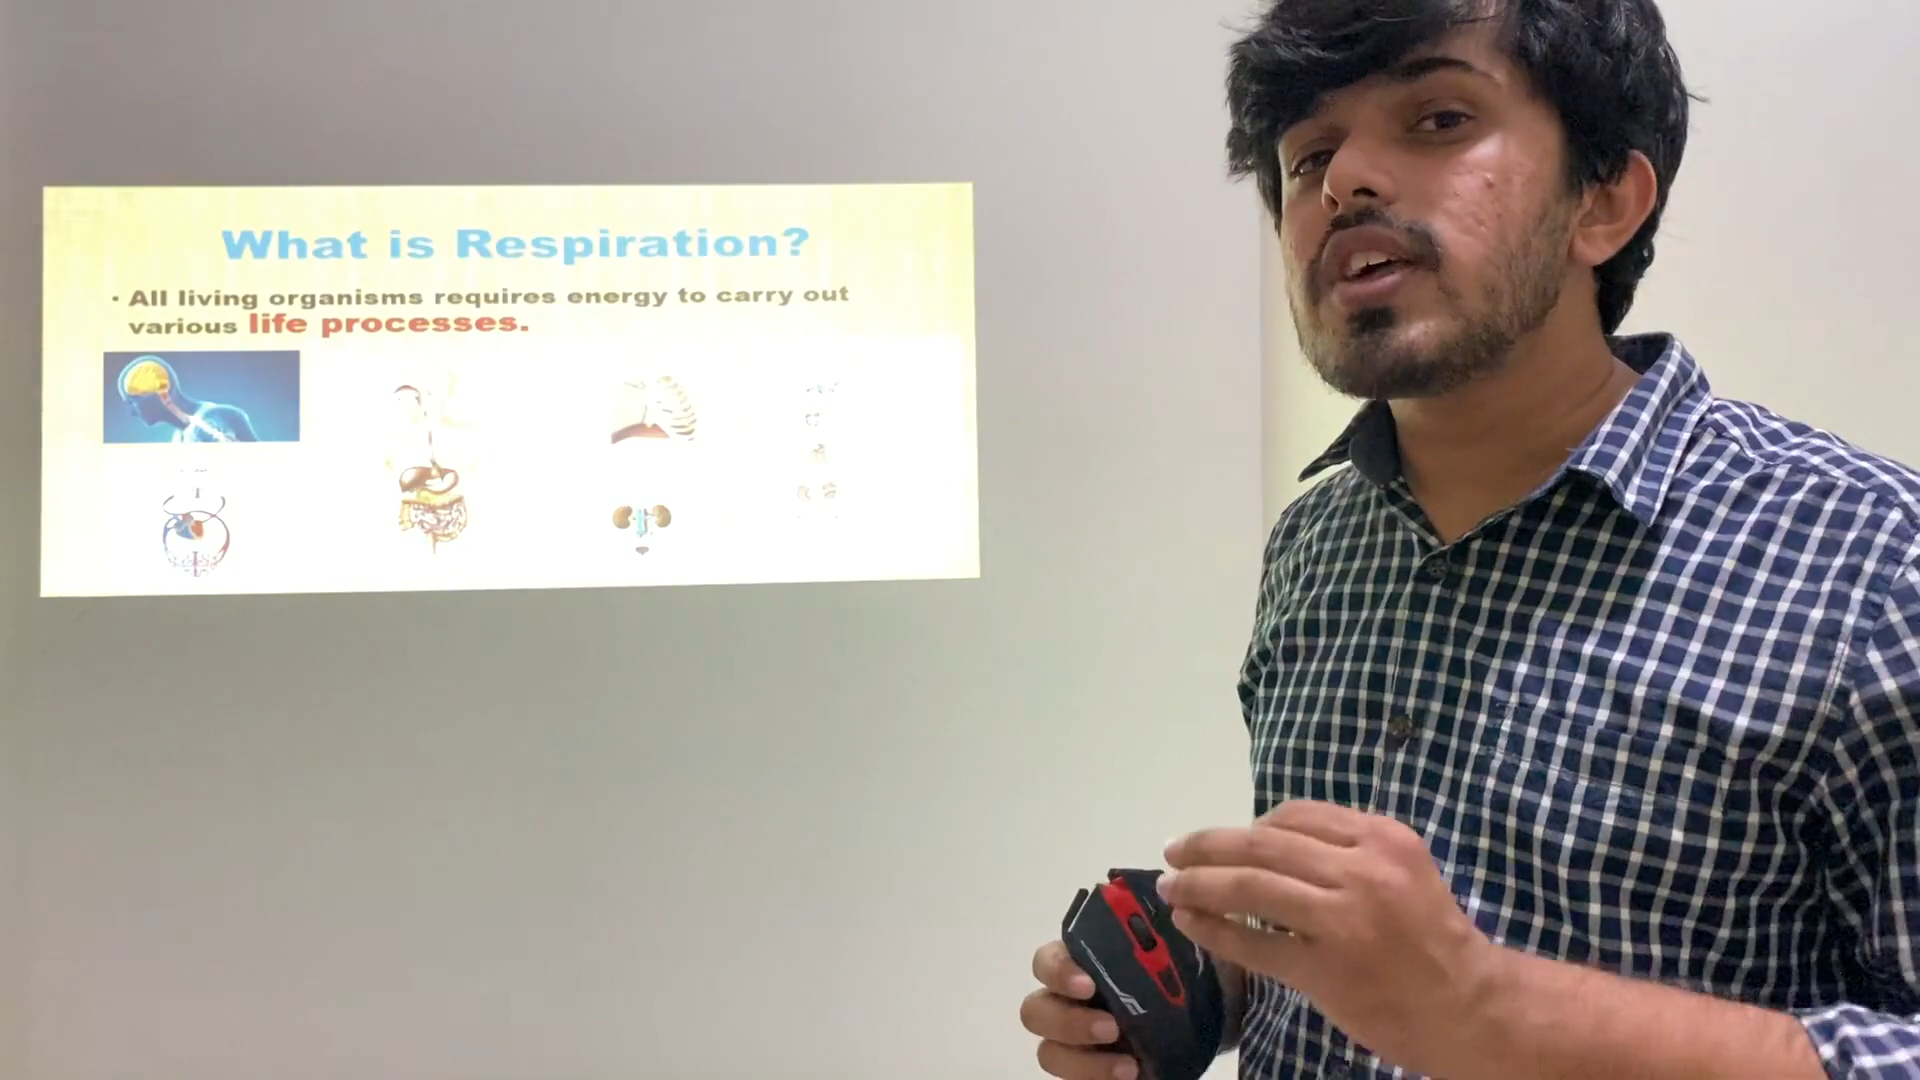 What is Respiration?
• All living organisms requires energy to carry out
various life processes.